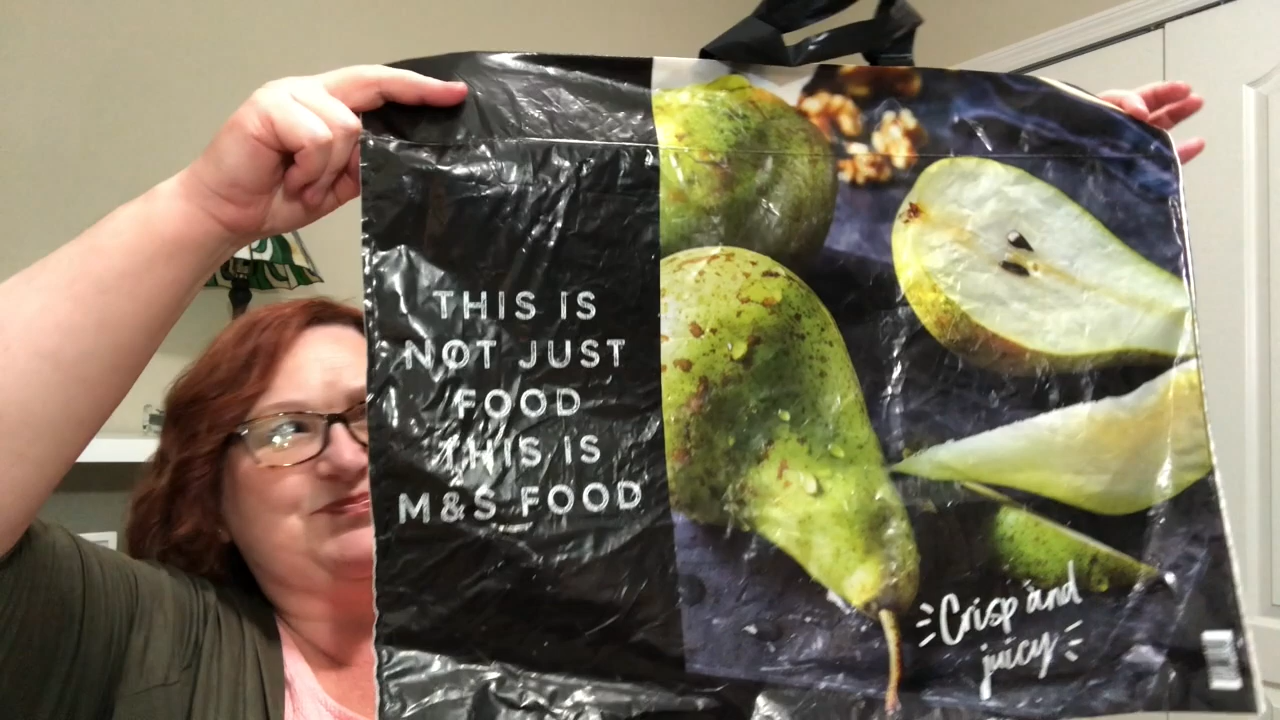 THIS IS
NOT JUST
FOOD
THIS IS
M&S FOOD
Crisp and
juicy